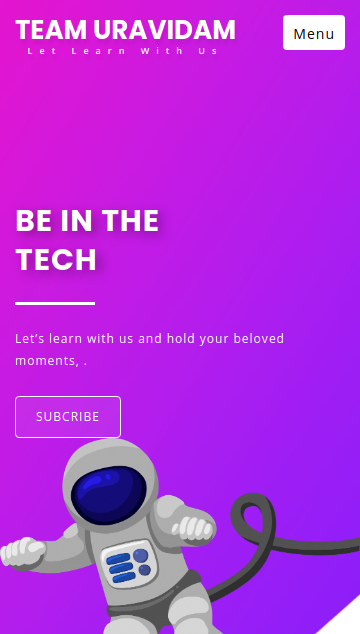 TEAM URAVIDAM
Let Learn With Us
Menu
BE IN THE
TECH
Let's learn with us and hold your beloved
moments, .
SUBCRIBE